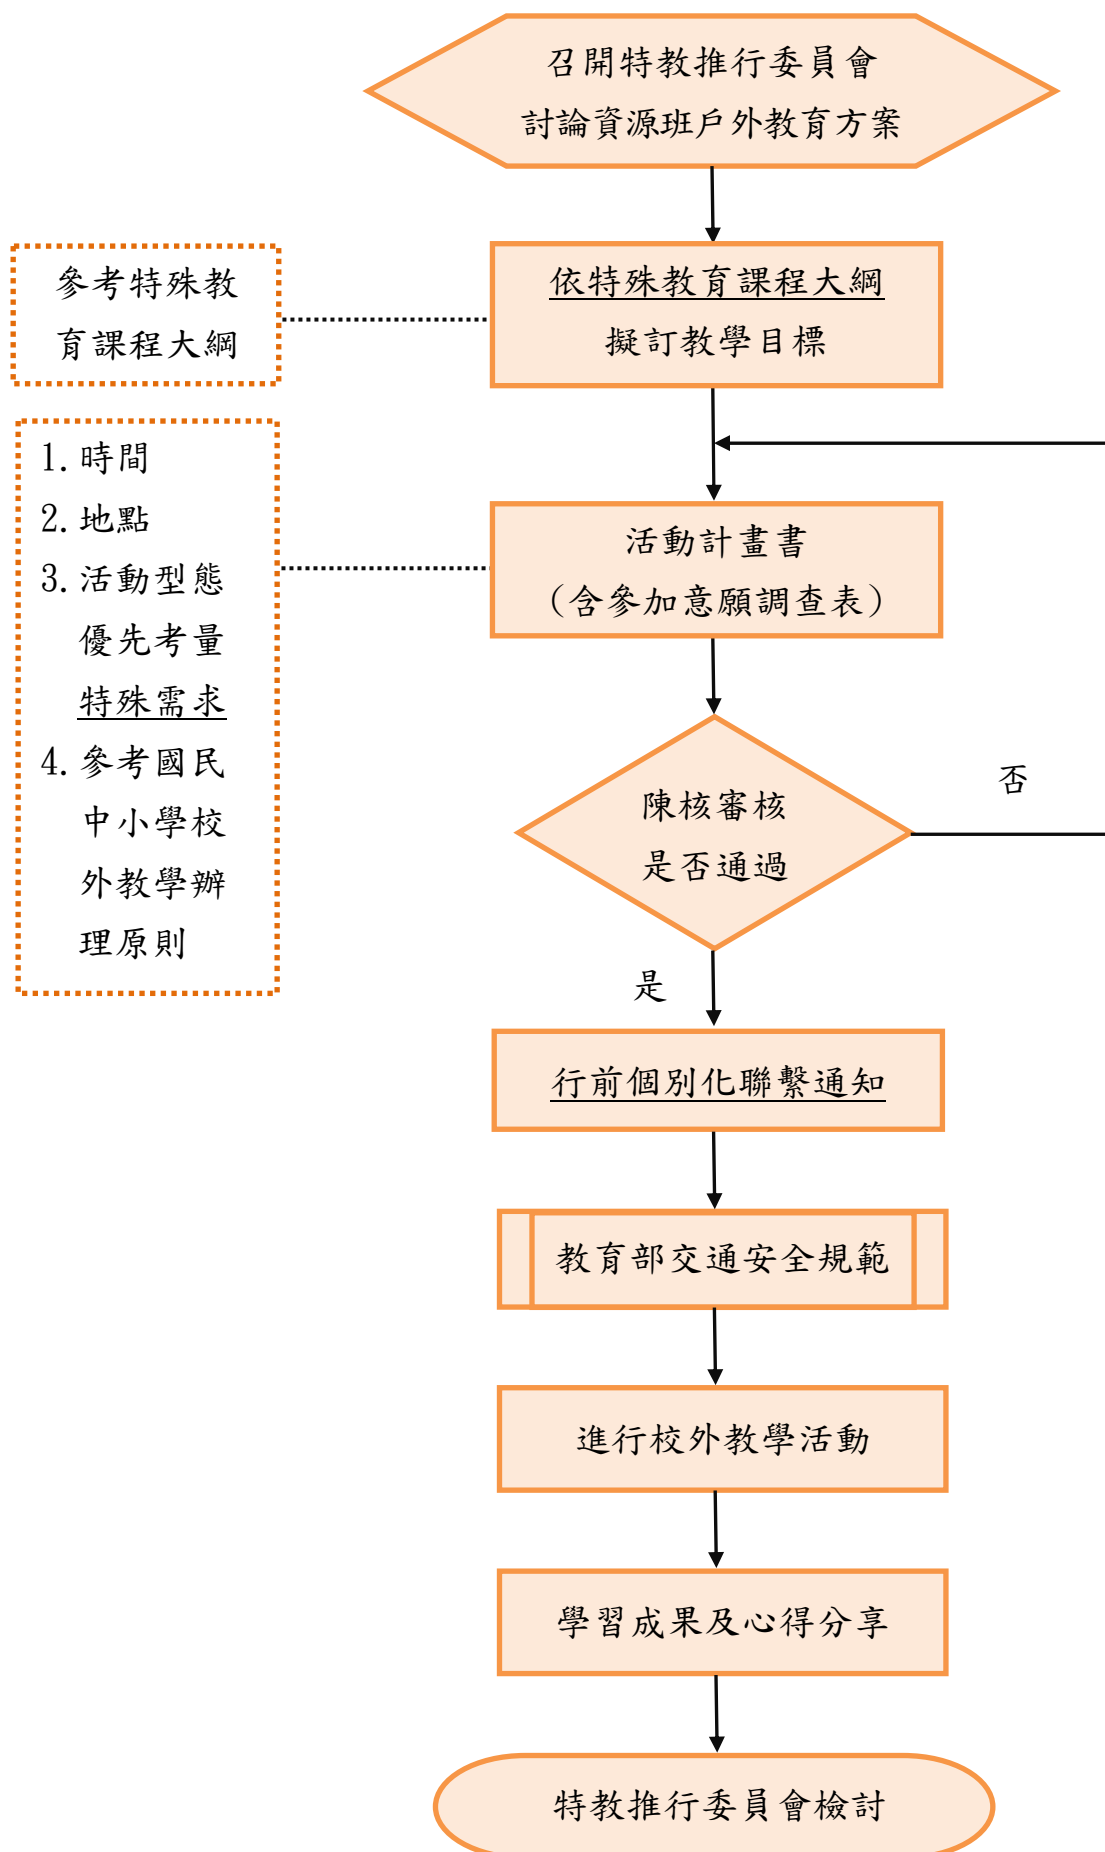 召開特教推行委員會
討論資源班戶外教育方案
參考特殊教
育課程大綱
依特殊教育課程大綱
擬訂教學目標
1.時間
2.地點
3.活動型態
優先考量
特殊需求
4.參考國民
中小學校
外教學辦
理原則
活動計畫書
(含參加意願調查表)
陳核審核
是否通過
否
是
行前個別化聯繫通知
教育部交通安全規範
進行校外教學活動
學習成果及心得分享
特教推行委員會檢討